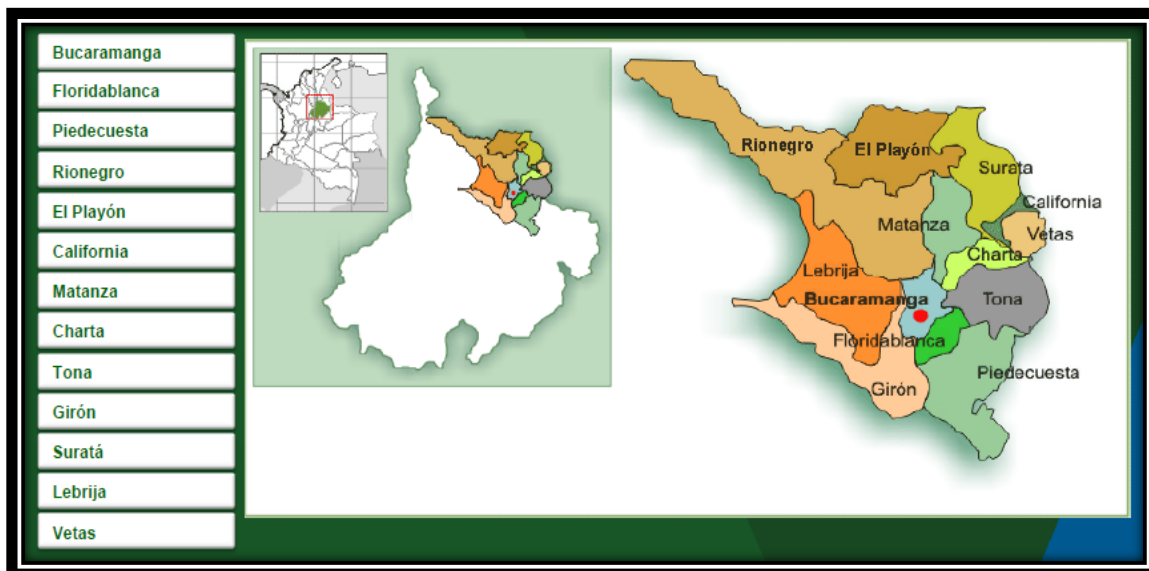 Bucaramanga
Floridablanca
Piedecuesta
Rionegro
El Playón
California
Matanza
Charta
Tona
Girón
Suratá
Lebrija
Vetas
Rionegro
El Playón
Surata
California
Matanza
Vetas
Charta
Lebrija
Bucaramanga
Tona
Floridablanca
Piedecuesta
Girón